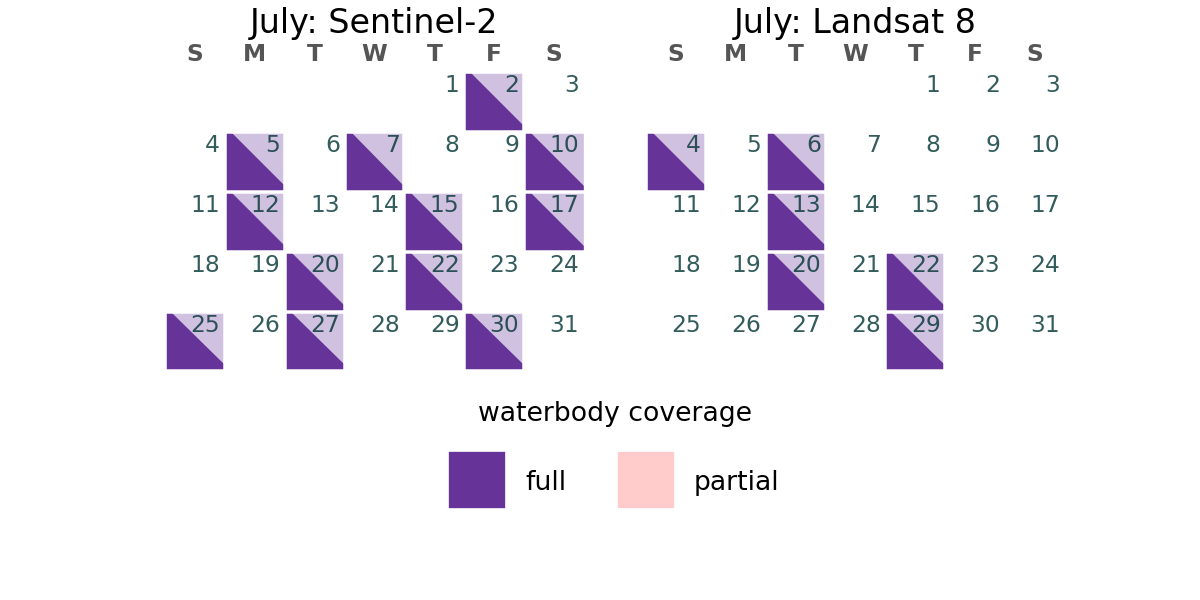 July: Sentinel-2
S M T W T F S
1 2 3
4 5 6 7 8 9 10
11 12 13 14 15 16 17
18 19 20 21 22 23 24
25 26 27 28 29 30 31
July: Landsat 8
S M T W T F S
1 2 3
4 5 6 7 8 9 10
11 12 13 14 15 16 17
18 19 20 21 22 23 24
25 26 27 28 29 30 31
waterbody coverage
full partial